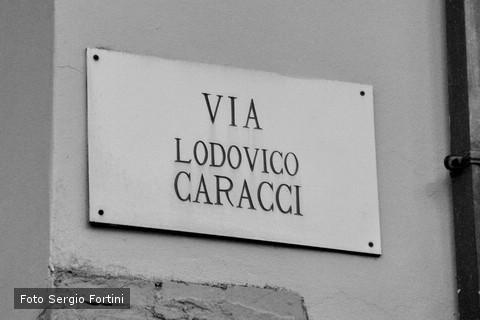 VIA
LODOVICO
CARACCI
Foto Sergio Fortini